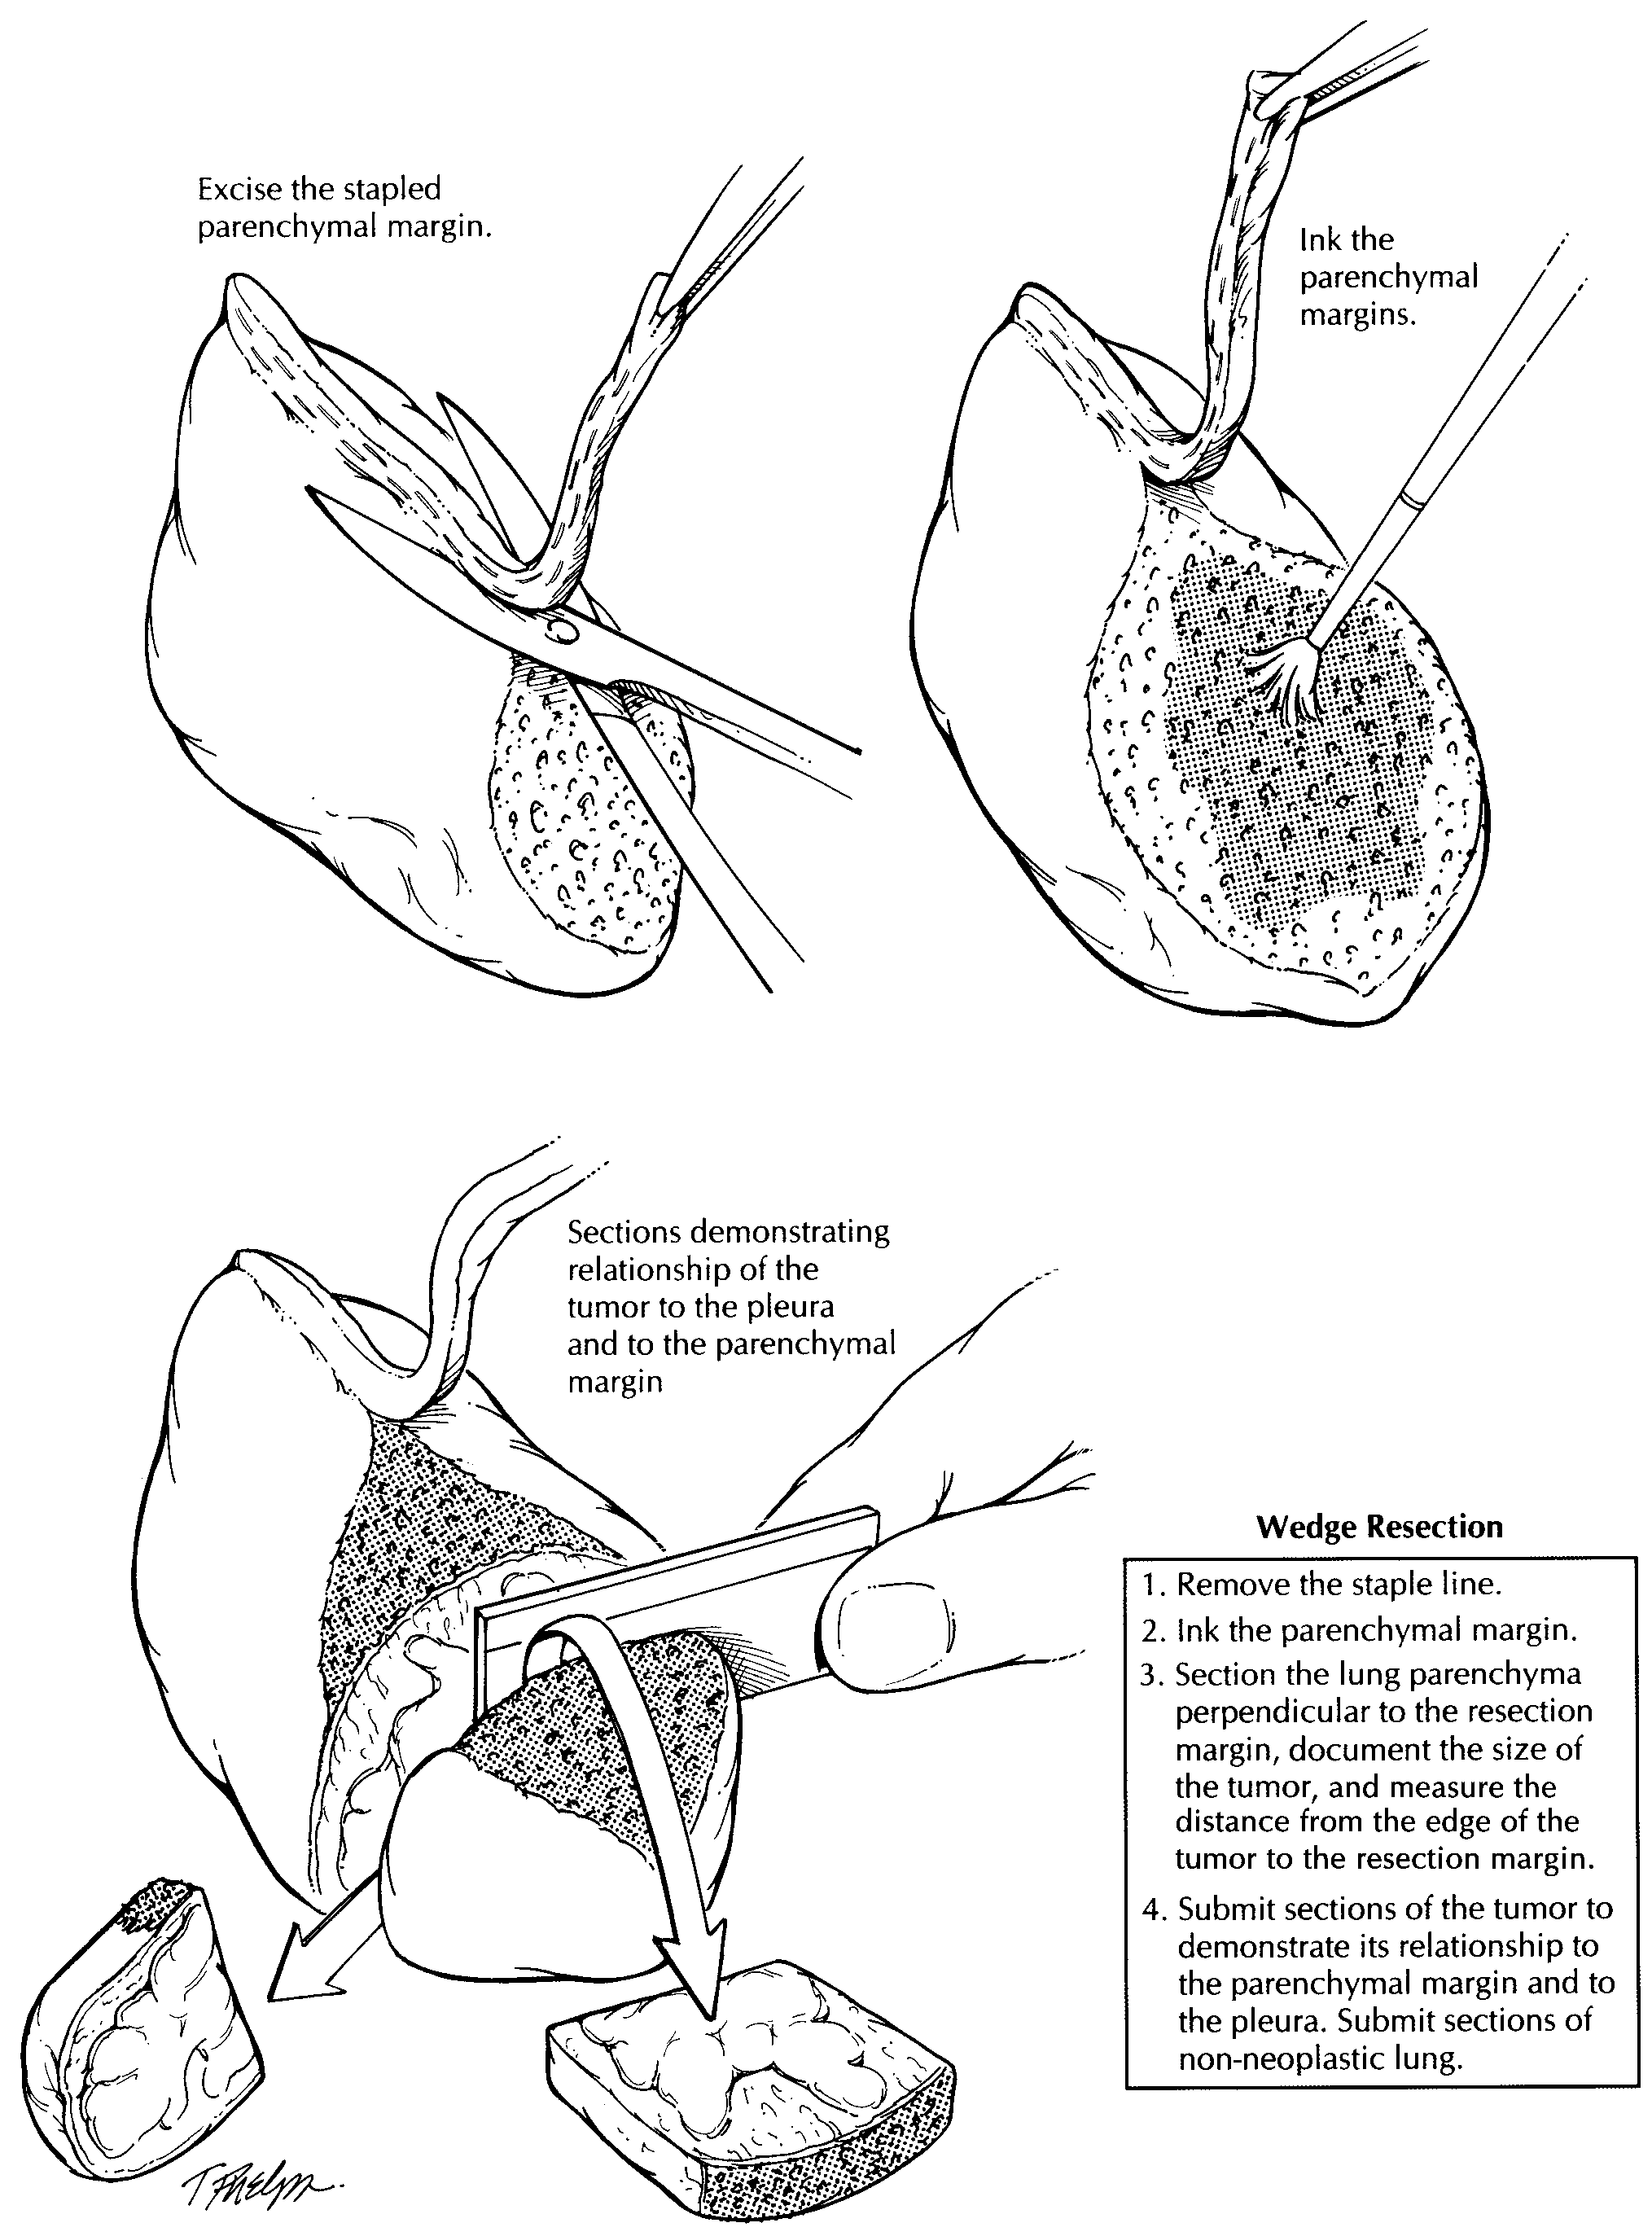 Excise the stapled
parenchymal margin.
Ink the
parenchymal
margins.
Sections demonstrating
relationship of the
tumor to the pleura
and to the parenchymal
margin
Wedge Resection
1. Remove the staple line.
2. Ink the parenchymal margin.
3. Section the lung parenchyma
perpendicular to the resection
margin, document the size of
the tumor, and measure the
distance from the edge of the
tumor to the resection margin.
4. Submit sections of the tumor to
demonstrate its relationship to
the parenchymal margin and to
the pleura. Submit sections of
non-neoplastic lung.